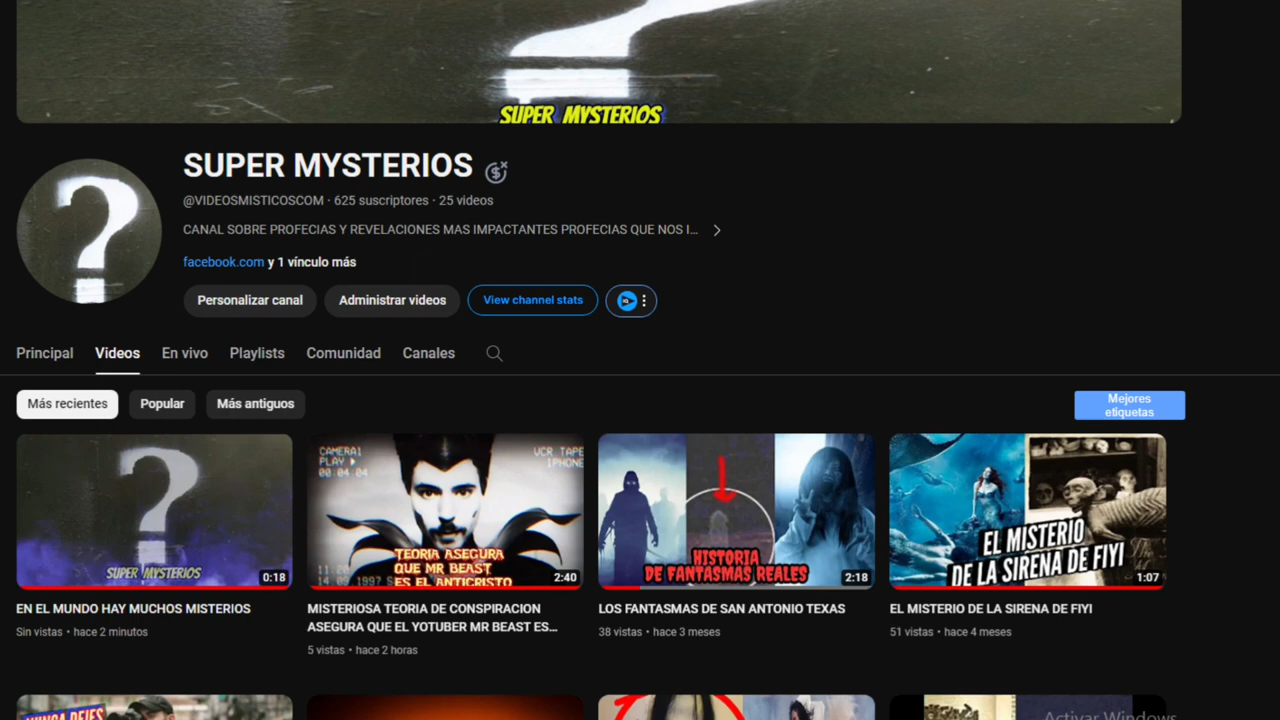 SUPER MYSTERIOS
SUPER MYSTERIOS
@VIDEOSMISTICOSCOM · 625 suscriptores · 25 videos
CANAL SOBRE PROFECIAS Y REVELACIONES MAS IMPACTANTES PROFECIAS QUE NOS I...
facebook.com y 1 vínculo más
Personalizar canal Administrar videos View channel stats
Principal Videos En vivo Playlists Comunidad Canales
Más recientes Popular Más antiguos
Mejores
etiquetas
SUPER MYSTERIOS
0:18
CAMERA1
PLAY
00:04:04
VCR TAPE
IPHONE
TEORIA ASEGURA
QUE MR BEAST
ES EL ANTICRISTO
2:40
HISTORIA
DE FANTASMAS REALES
2:18
EL MISTERIO
DE LA SIRENA DE FIYI
1:07
EN EL MUNDO HAY MUCHOS MISTERIOS
Sin vistas • hace 2 minutos
MISTERIOSA TEORIA DE CONSPIRACION
ASEGURA QUE EL YOTUBER MR BEAST ES...
5 vistas • hace 2 horas
LOS FANTASMAS DE SAN ANTONIO TEXAS
38 vistas • hace 3 meses
EL MISTERIO DE LA SIRENA DE FIYI
51 vistas • hace 4 meses
NUNCA DEJES
Activar Windows